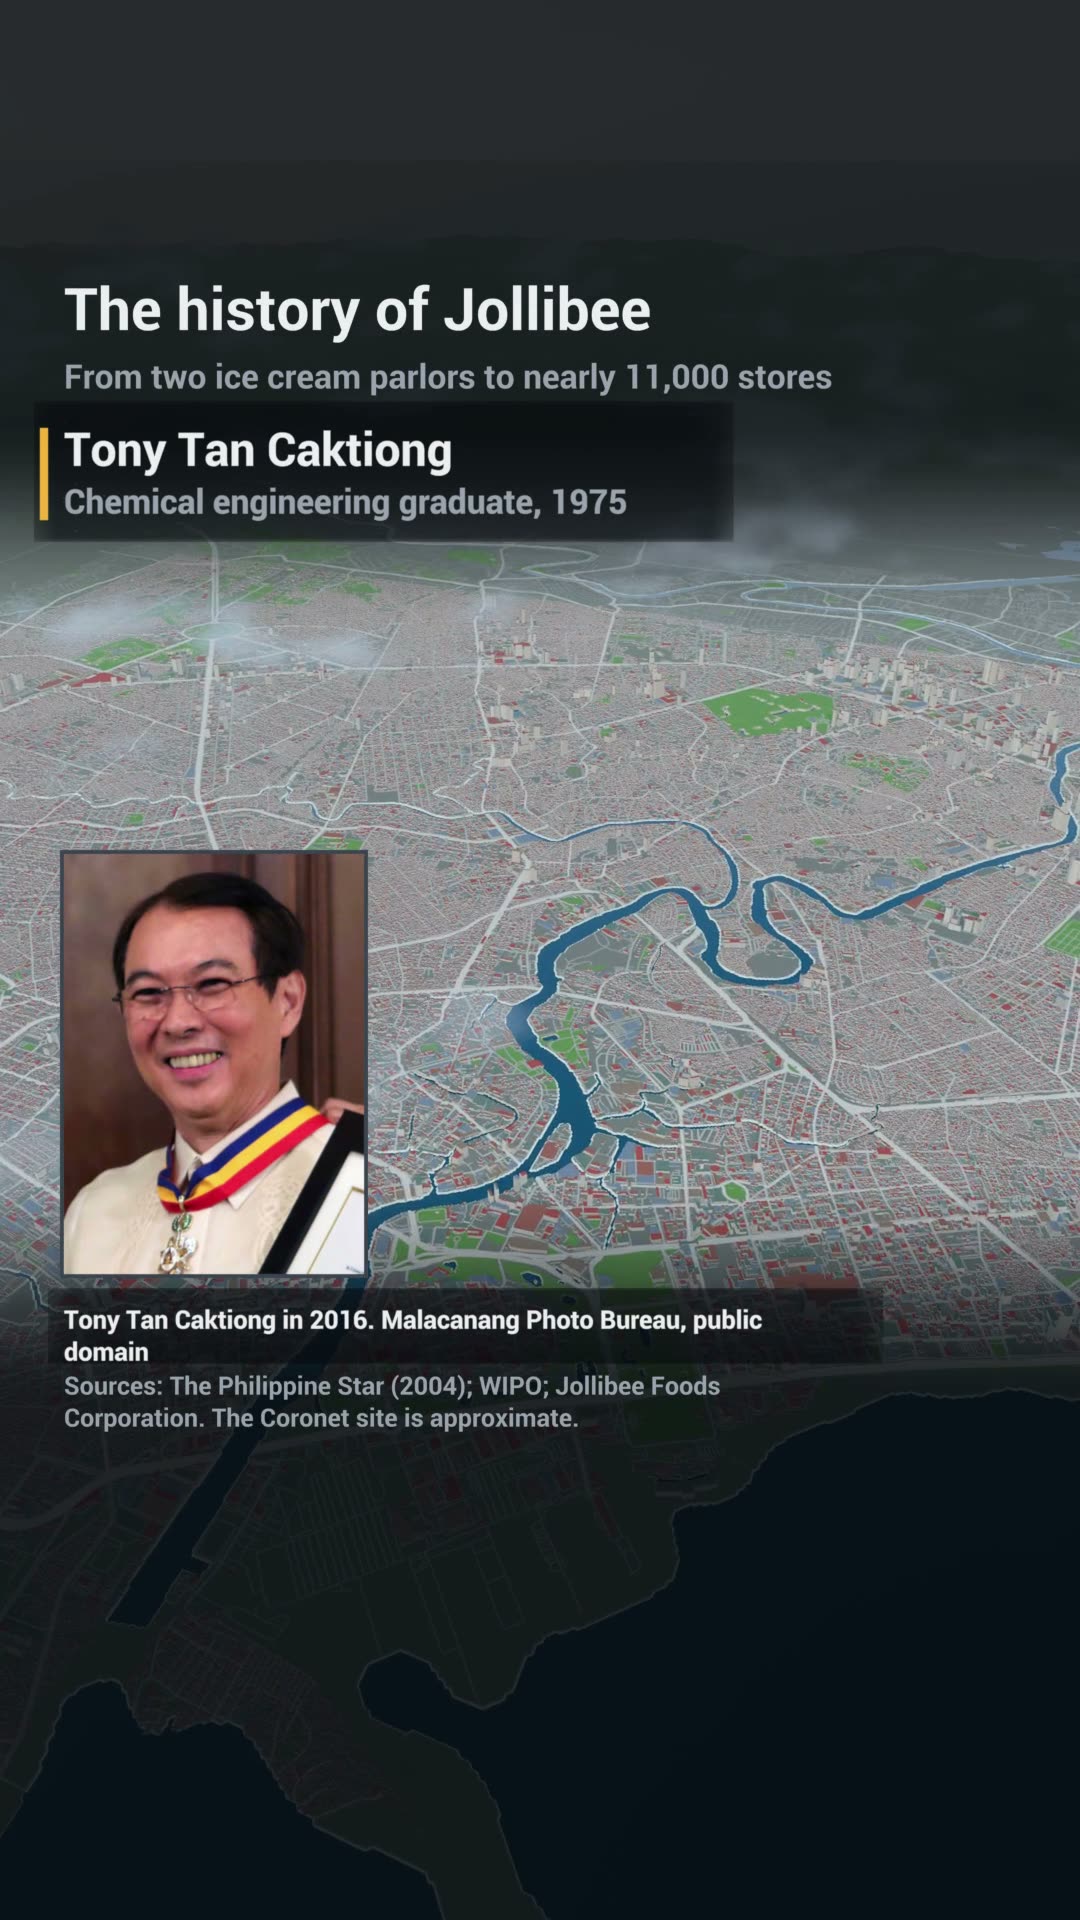 The history of Jollibee
From two ice cream parlors to nearly 11,000 stores
Tony Tan Caktiong
Chemical engineering graduate, 1975
Tony Tan Caktiong in 2016. Malacanang Photo Bureau, public
domain
Sources: The Philippine Star (2004); WIPO; Jollibee Foods
Corporation. The Coronet site is approximate.